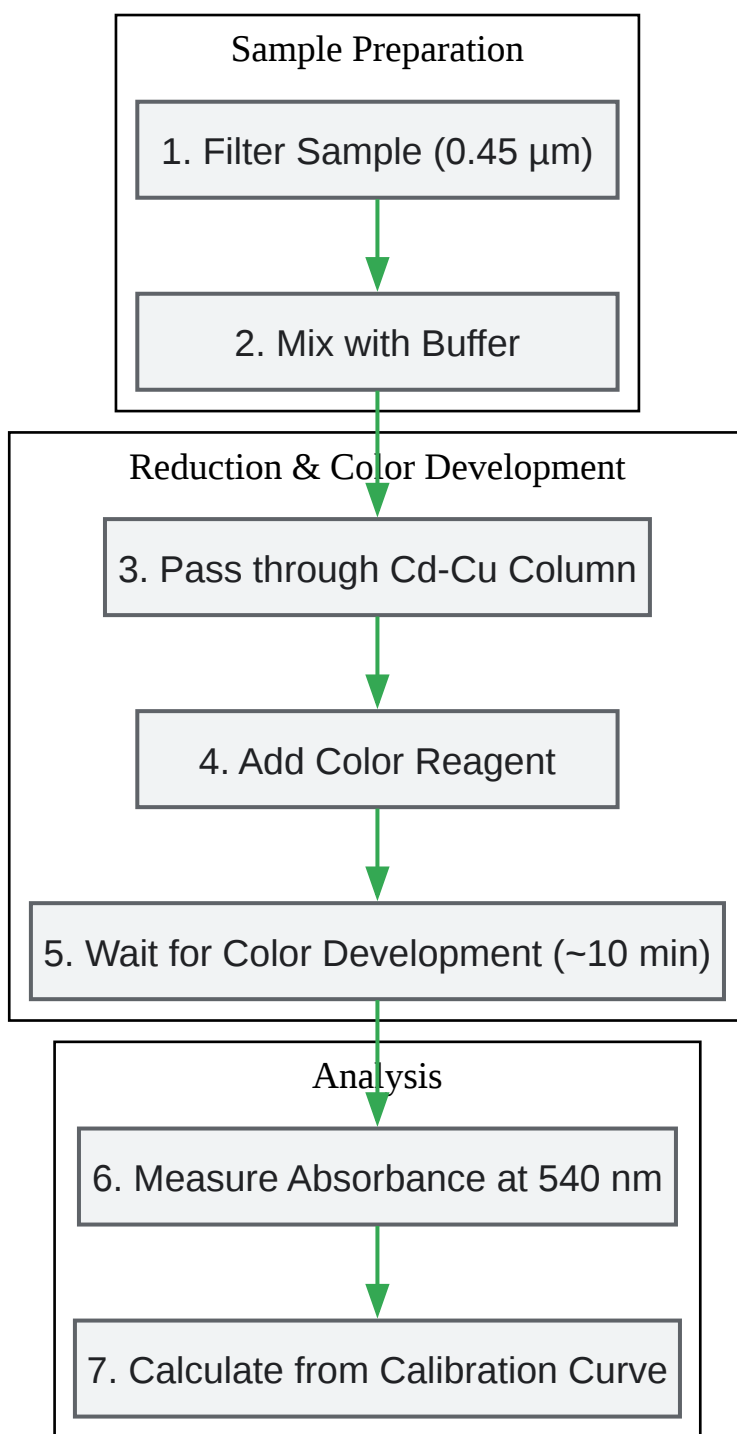 Sample Preparation
1. Filter Sample (0.45 µm)
2. Mix with Buffer
Reduction & Color Development
3. Pass through Cd-Cu Column
4. Add Color Reagent
5. Wait for Color Development (~10 min)
Analysis
6. Measure Absorbance at 540 nm
7. Calculate from Calibration Curve